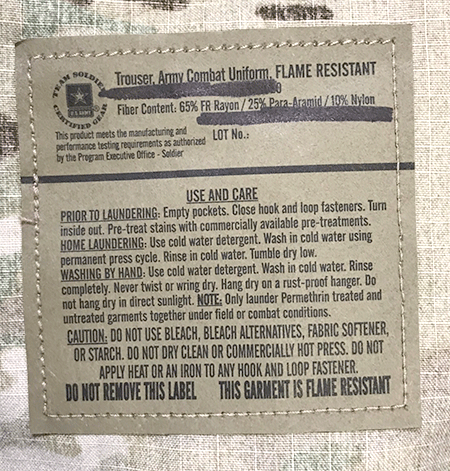 TEAM SOLDIER
U.S. ARMY
CERTIFIED GEAR
Trouser, Army Combat Uniform, FLAME RESISTANT
Fiber Content: 65% FR Rayon / 25% Para-Aramid / 10% Nylon
This product meets the manufacturing and
performance testing requirements as authorized
by the Program Executive Office - Soldier
LOT No.:
USE AND CARE
PRIOR TO LAUNDERING: Empty pockets. Close hook and loop fasteners. Turn
inside out. Pre-treat stains with commercially available pre-treatments.
HOME LAUNDERING: Use cold water detergent. Wash in cold water using
permanent press cycle. Rinse in cold water. Tumble dry low.
WASHING BY HAND: Use cold water detergent. Wash in cold water. Rinse
completely. Never twist or wring dry. Hang dry on a rust-proof hanger. Do
not hang dry in direct sunlight. NOTE: Only launder Permethrin treated and
untreated garments together under field or combat conditions.
CAUTION: DO NOT USE BLEACH, BLEACH ALTERNATIVES, FABRIC SOFTENER,
OR STARCH. DO NOT DRY CLEAN OR COMMERCIALLY HOT PRESS. DO NOT
APPLY HEAT OR AN IRON TO ANY HOOK AND LOOP FASTENER.
DO NOT REMOVE THIS LABEL THIS GARMENT IS FLAME RESISTANT